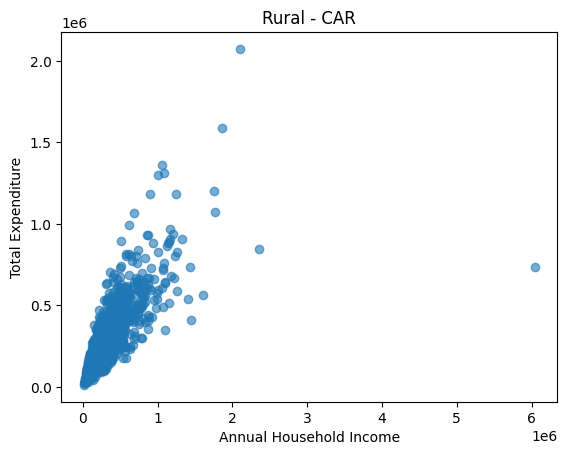 Rural - CAR
1e6
2.0
1.5
1.0
0.5
0.0
Total Expenditure
0 1 2 3 4 5 6
1e6
Annual Household Income